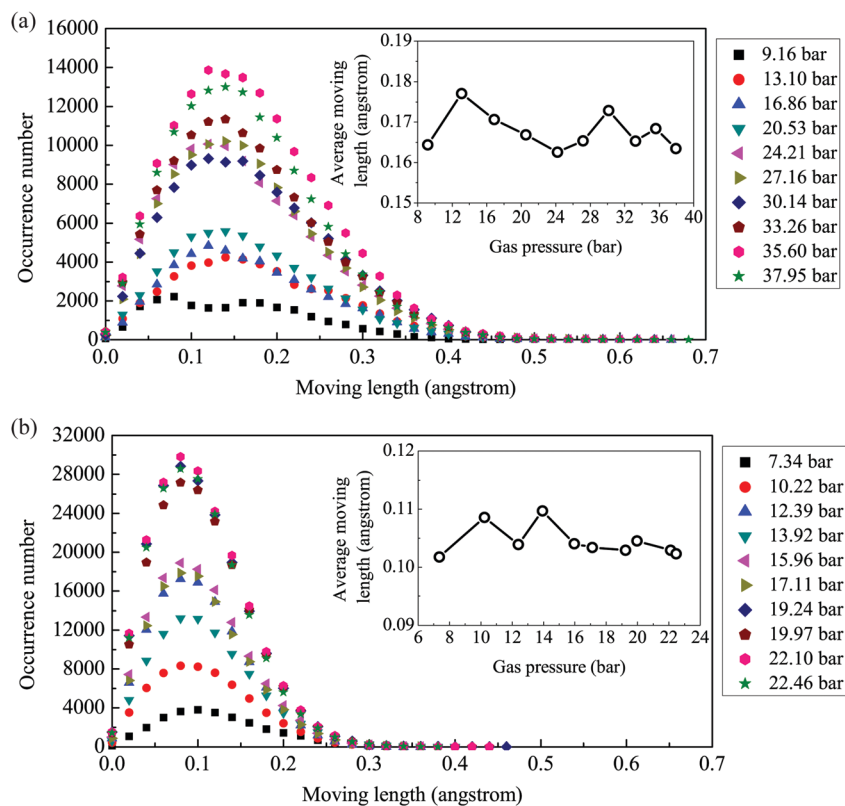 (a)
16000
14000
12000
10000
8000
6000
4000
2000
0
Occurrence number
0.0 0.1 0.2 0.3 0.4 0.5 0.6 0.7
Moving length (angstrom)
0.19
0.18
0.17
0.16
0.15
Average moving
length (angstrom)
8 12 16 20 24 28 32 36 40
Gas pressure (bar)
9.16 bar
13.10 bar
16.86 bar
20.53 bar
24.21 bar
27.16 bar
30.14 bar
33.26 bar
35.60 bar
37.95 bar
(b)
32000
28000
24000
20000
16000
12000
8000
4000
0
Occurrence number
0.0 0.1 0.2 0.3 0.4 0.5 0.6 0.7
Moving length (angstrom)
0.12
0.11
0.10
0.09
Average moving
length (angstrom)
6 8 10 12 14 16 18 20 22 24
Gas pressure (bar)
7.34 bar
10.22 bar
12.39 bar
13.92 bar
15.96 bar
17.11 bar
19.24 bar
19.97 bar
22.10 bar
22.46 bar